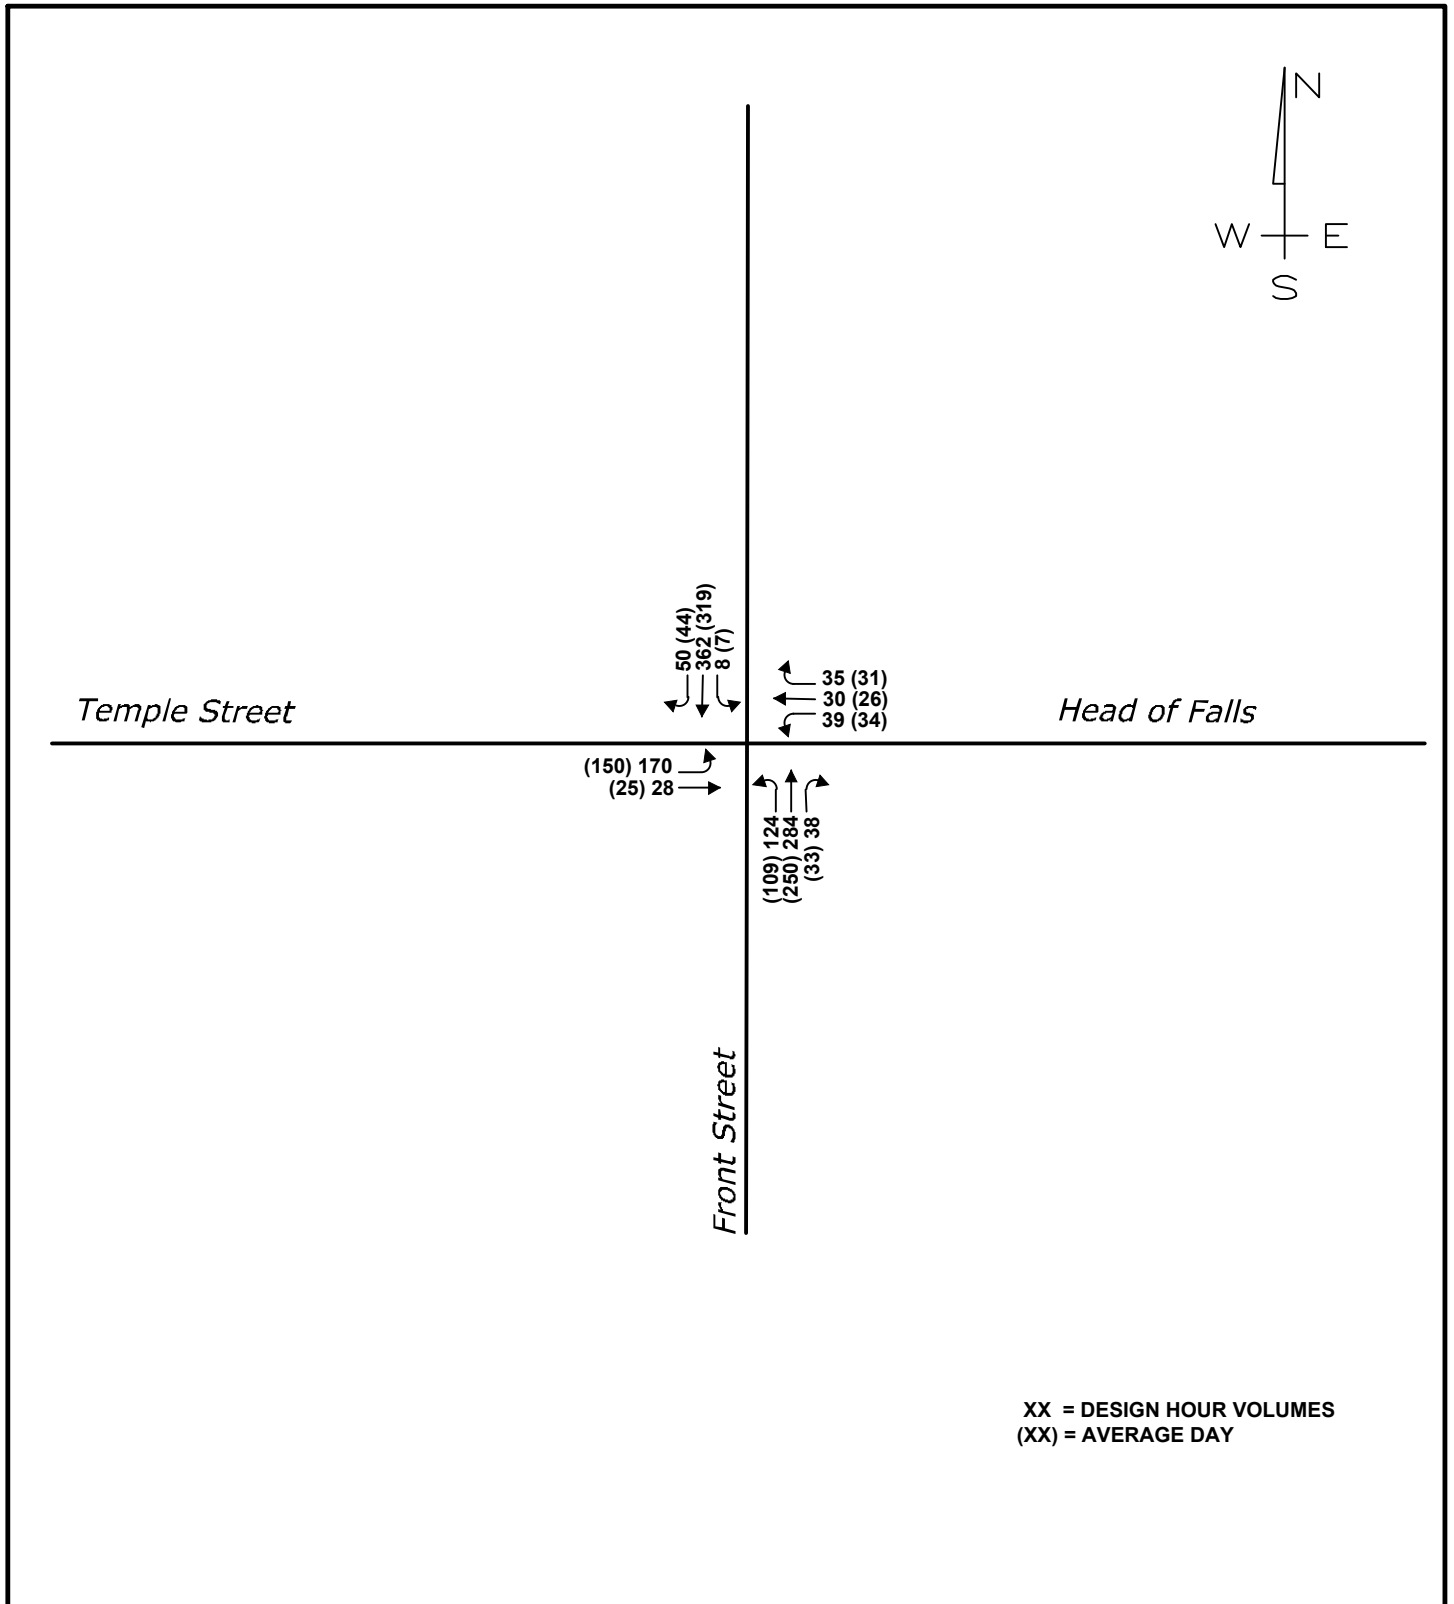 N
W E
S
50 (44)
362 (319)
8 (7)
35 (31)
30 (26)
39 (34)
Temple Street
Head of Falls
(150) 170
(25) 28
(109) 124
(250) 284
(33) 38
Front Street
XX = DESIGN HOUR VOLUMES
(XX) = AVERAGE DAY